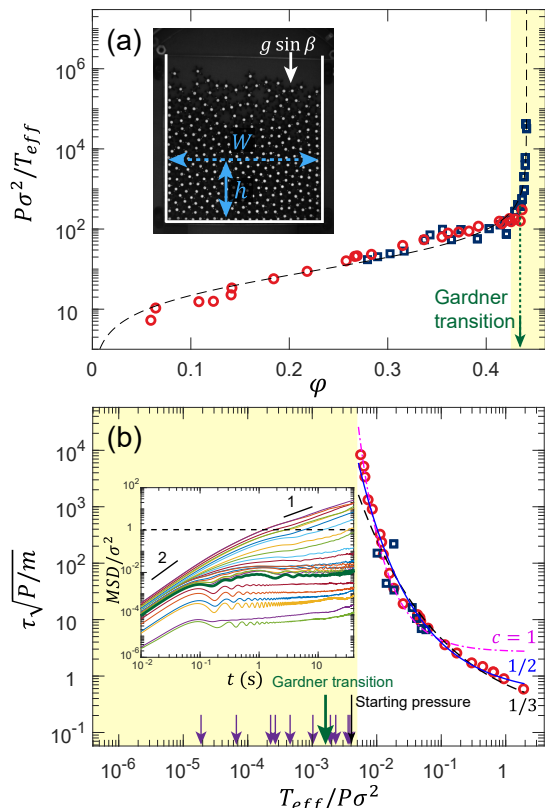 (a)
g sin β
W
h
Pσ²/T_eff
10⁶
10⁴
10²
10
Gardner
transition
0 0.1 0.2 0.3 0.4
φ
(b)
τ√P/m
10⁴
10³
10²
10¹
10⁰
10⁻¹
MSD/σ²
10²
1
10⁻²
10⁻⁴
10⁻⁶
2
1
10⁻² 10⁻¹ 1 10
t (s)
c = 1
1/2
1/3
Gardner transition
Starting pressure
10⁻⁶ 10⁻⁵ 10⁻⁴ 10⁻³ 10⁻² 10⁻¹ 10⁰
T_eff/Pσ²